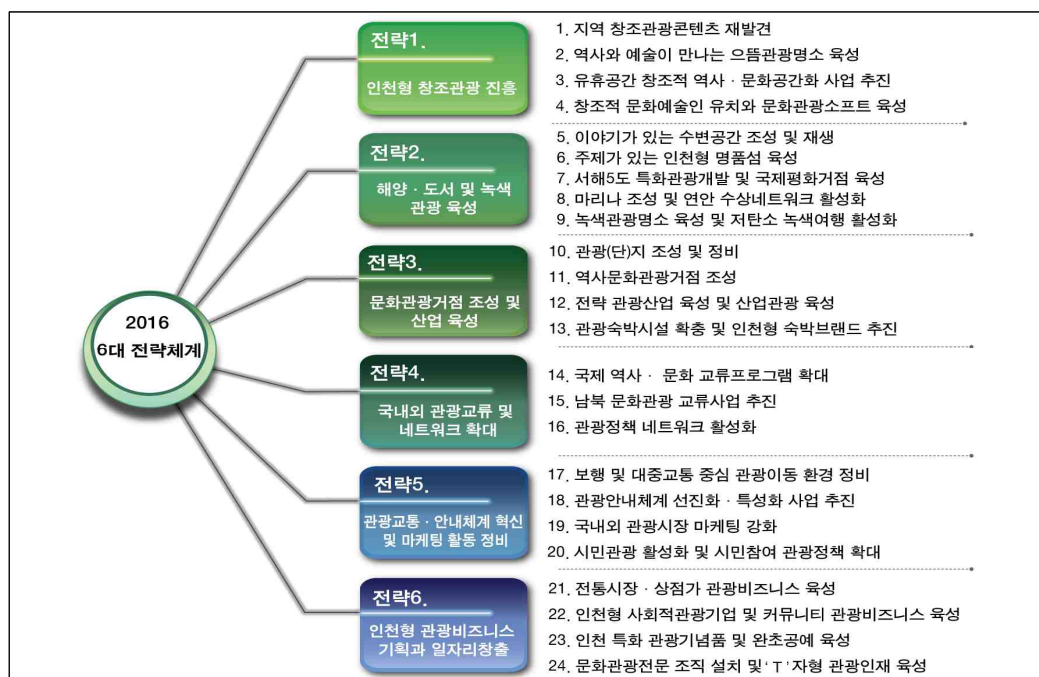 2016
6대 전략체계
전략1.
인천형 창조관광 진흥
1. 지역 창조관광콘텐츠 재발견
2. 역사와 예술이 만나는 으뜸관광명소 육성
3. 유휴공간 창조적 역사 · 문화공간화 사업 추진
4. 창조적 문화예술인 유치와 문화관광소프트 육성
전략2.
해양 · 도서 및 녹색
관광 육성
5. 이야기가 있는 수변공간 조성 및 재생
6. 주제가 있는 인천형 명품섬 육성
7. 서해5도 특화관광개발 및 국제평화거점 육성
8. 마리나 조성 및 연안 수상네트워크 활성화
9. 녹색관광명소 육성 및 저탄소 녹색여행 활성화
전략3.
문화관광거점 조성 및
산업 육성
10. 관광(단)지 조성 및 정비
11. 역사문화관광거점 조성
12. 전략 관광산업 육성 및 산업관광 육성
13. 관광숙박시설 확충 및 인천형 숙박브랜드 추진
전략4.
국내외 관광교류 및
네트워크 확대
14. 국제 역사 · 문화 교류프로그램 확대
15. 남북 문화관광 교류사업 추진
16. 관광정책 네트워크 활성화
전략5.
관광교통 · 안내체계 혁신
및 마케팅 활동 정비
17. 보행 및 대중교통 중심 관광이동 환경 정비
18. 관광안내체계 선진화 · 특성화 사업 추진
19. 국내외 관광시장 마케팅 강화
20. 시민관광 활성화 및 시민참여 관광정책 확대
전략6.
인천형 관광비즈니스
기획과 일자리창출
21. 전통시장 · 상점가 관광비즈니스 육성
22. 인천형 사회적관광기업 및 커뮤니티 관광비즈니스 육성
23. 인천 특화 관광기념품 및 완초공예 육성
24. 문화관광전문 조직 설치 및 ' T ' 자형 관광인재 육성